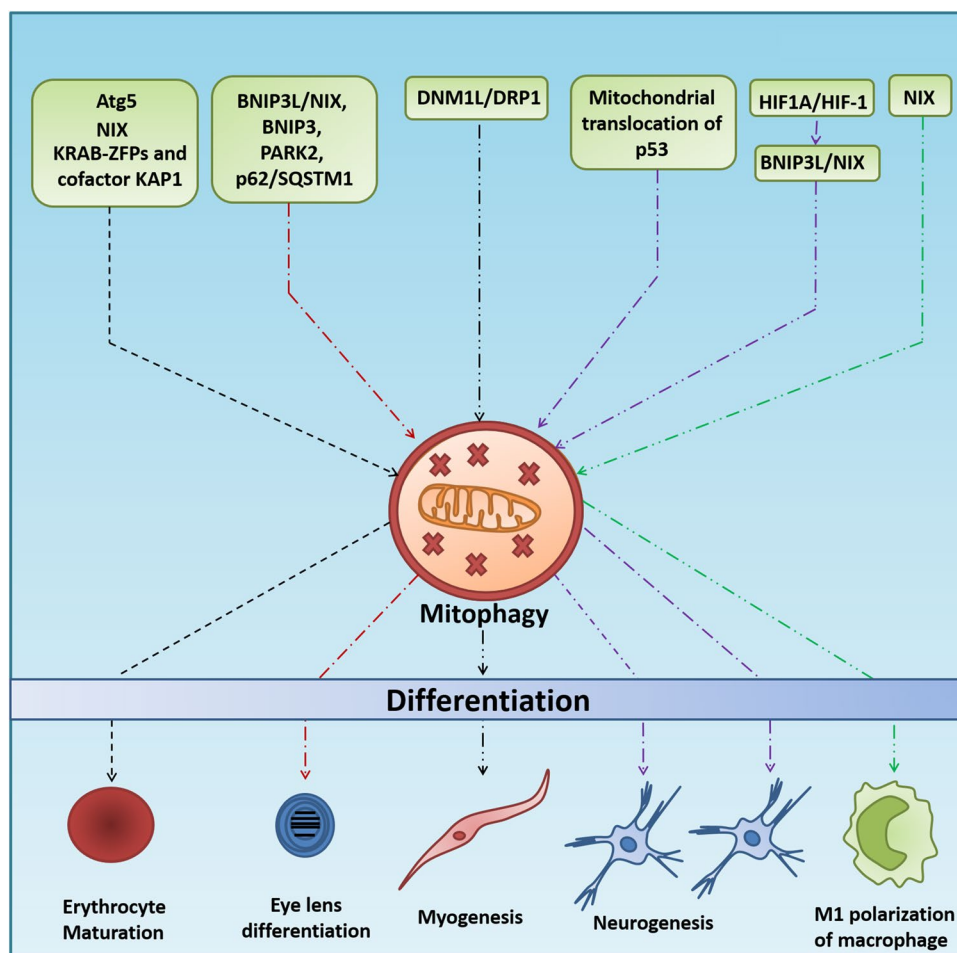 Atg5
NIX
KRAB-ZFPs and
cofactor KAP1
BNIP3L/NIX,
BNIP3,
PARK2,
p62/SQSTM1
DNM1L/DRP1
Mitochondrial
translocation of
p53
HIF1A/HIF-1
BNIP3L/NIX
NIX
Mitophagy
Differentiation
Erythrocyte
Maturation
Eye lens
differentiation
Myogenesis
Neurogenesis
M1 polarization
of macrophage